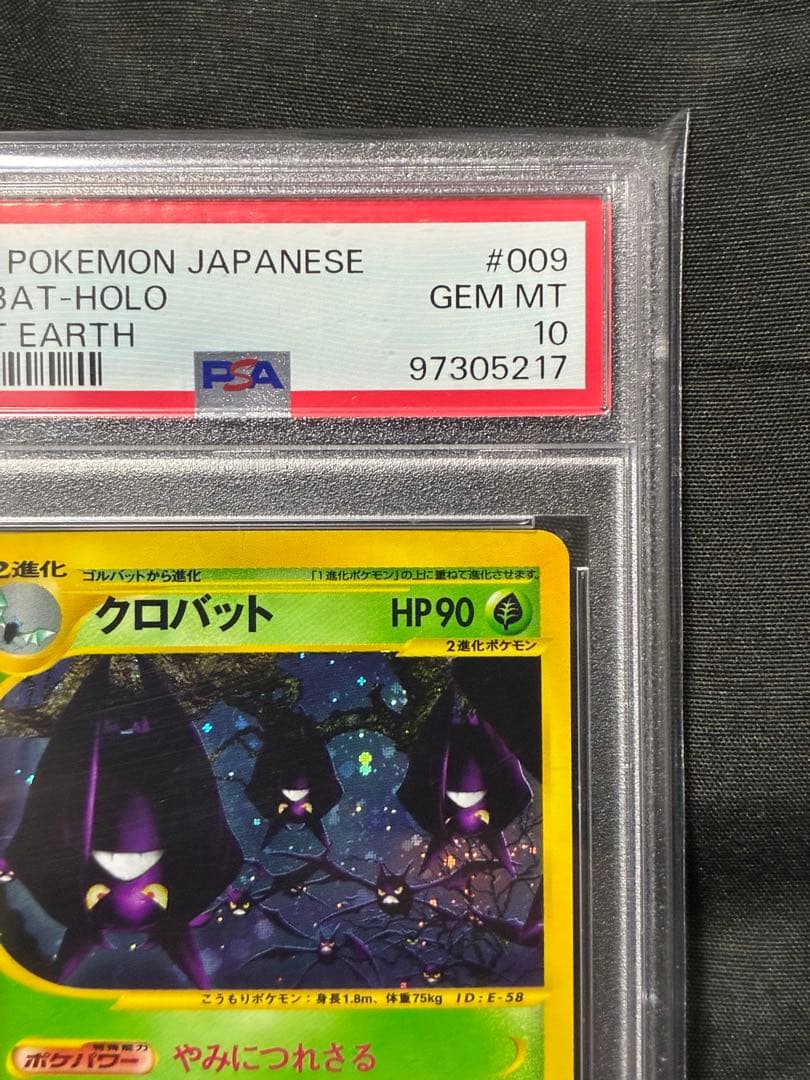 POKEMON JAPANESE #009
BAT-HOLO GEM MT
T EARTH 10
PSA 97305217
2進化 ゴルバットから進化 「1進化ポケモン」の上に重ねて進化させます。
クロバット HP90
2進化ポケモン
こうもりポケモン:身長1.8m、体重75kg ID:E-58
特殊能力
ポケパワー やみにつれさる